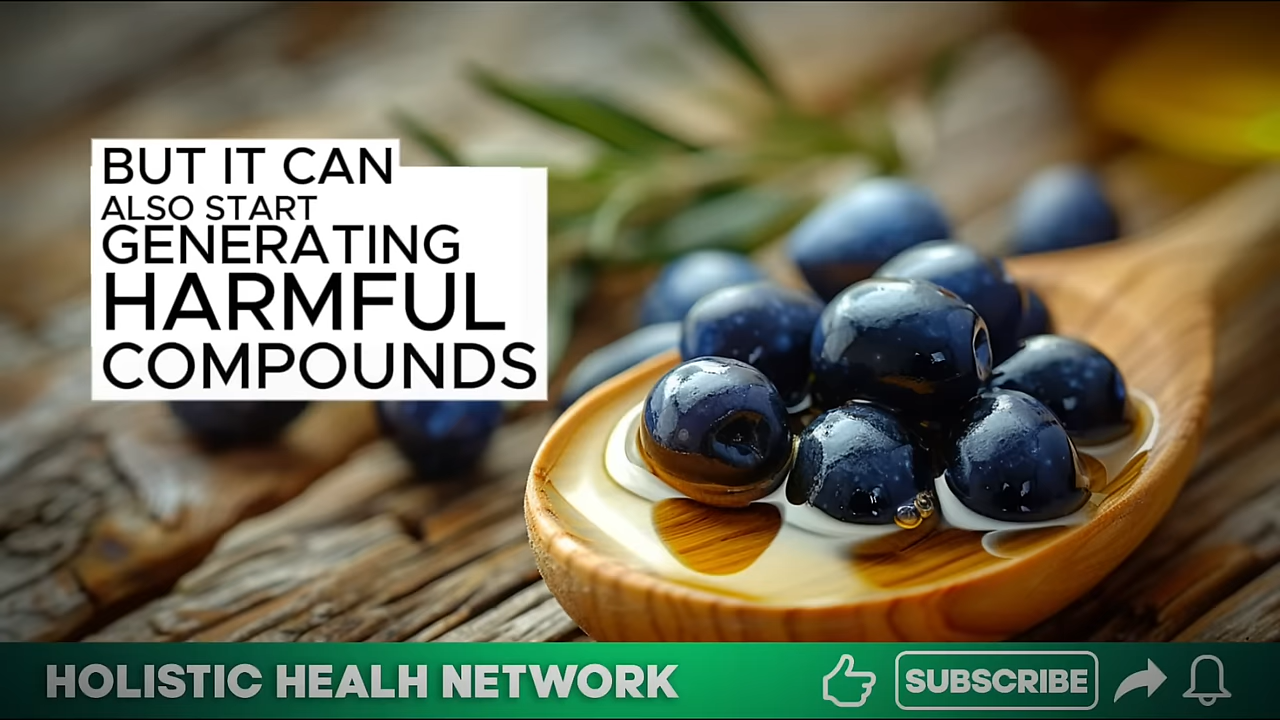 BUT IT CAN
ALSO START
GENERATING
HARMFUL
COMPOUNDS
HOLISTIC HEALH NETWORK
SUBSCRIBE